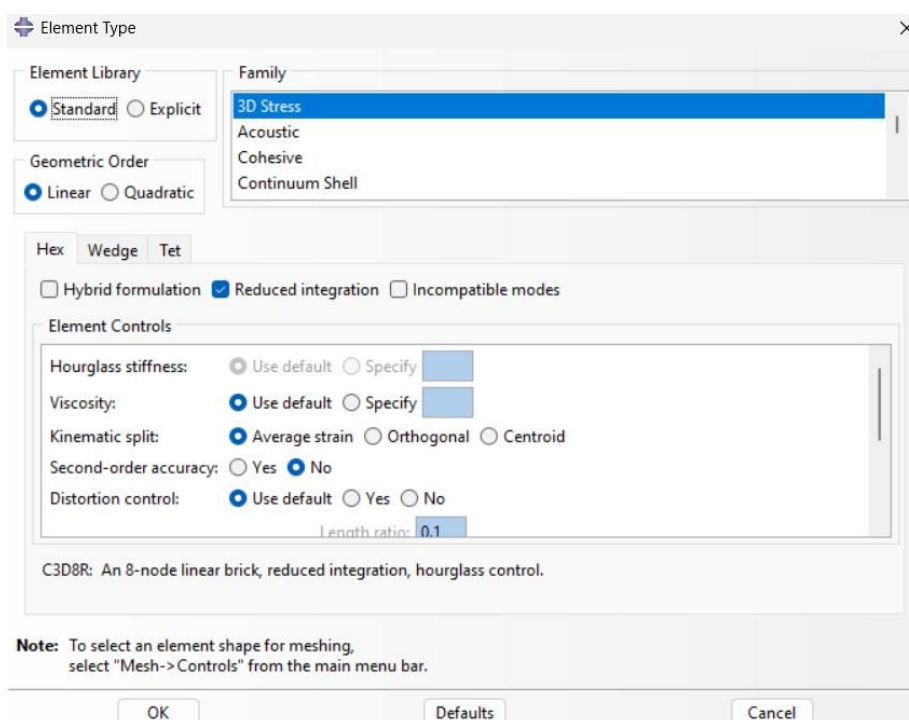 Element Type
Element Library
Standard Explicit
Family
3D Stress
Acoustic
Cohesive
Continuum Shell
Geometric Order
Linear Quadratic
Hex Wedge Tet
Hybrid formulation Reduced integration Incompatible modes
Element Controls
Hourglass stiffness: Use default Specify
Viscosity: Use default Specify
Kinematic split: Average strain Orthogonal Centroid
Second-order accuracy: Yes No
Distortion control: Use default Yes No
Length ratio: 0.1
C3D8R: An 8-node linear brick, reduced integration, hourglass control.
Note: To select an element shape for meshing,
select "Mesh->Controls" from the main menu bar.
OK Defaults Cancel